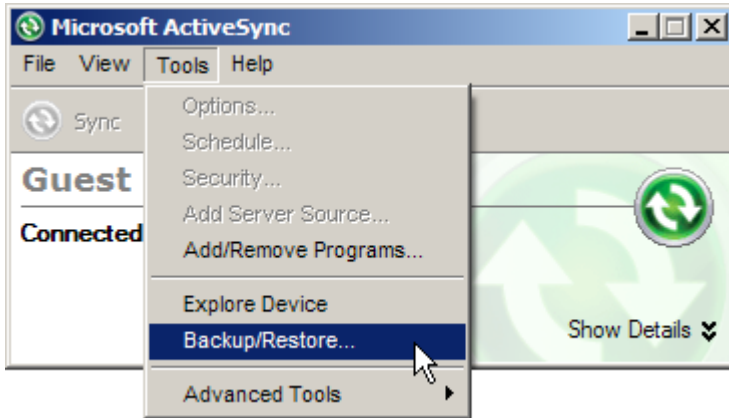 Microsoft ActiveSync
File View Tools Help
Sync
Options...
Schedule...
Security...
Add Server Source...
Add/Remove Programs...
Explore Device
Backup/Restore...
Advanced Tools
Guest
Connected
Show Details